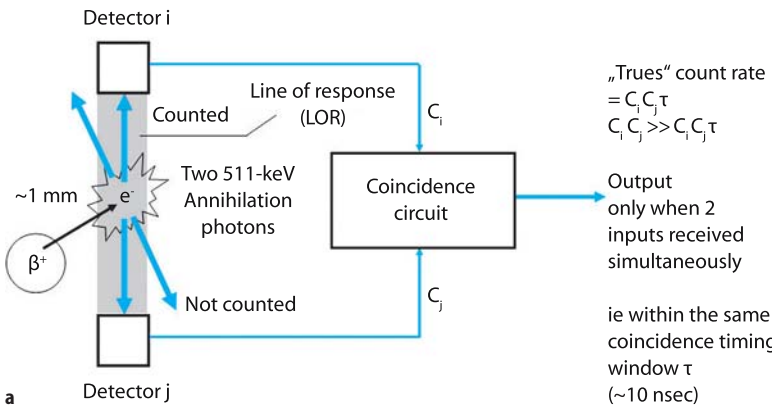 Detector i
Counted
Line of response
(LOR)
C_i
~1 mm
e⁻
Two 511-keV
Annihilation
photons
β⁺
Coincidence
circuit
Not counted
C_j
Detector j
a
„Trues“ count rate
= C_i C_j τ
C_i C_j >> C_i C_j τ
Output
only when 2
inputs received
simultaneously
ie within the same
coincidence timing
window τ
(~10 nsec)